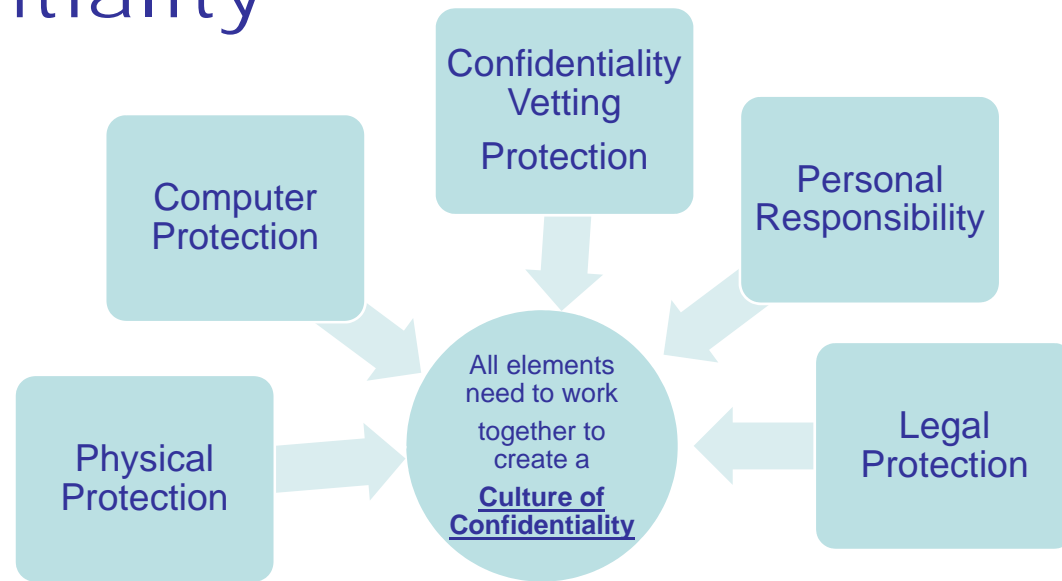 Confidentiality
Vetting
Protection
Computer
Protection
Personal
Responsibility
Physical
Protection
All elements
need to work
together to
create a
Culture of
Confidentiality
Legal
Protection